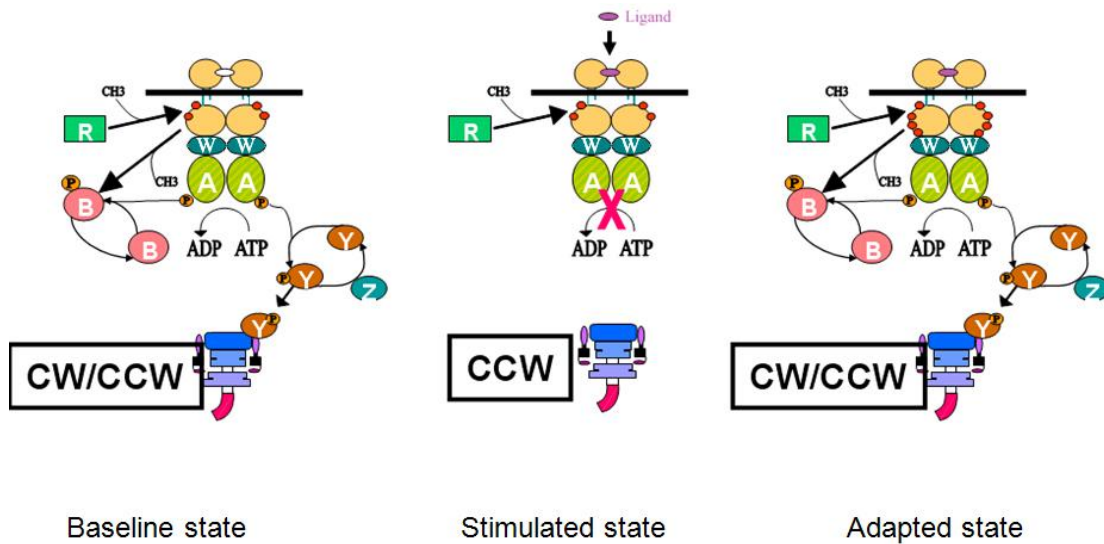 Ligand
CH3
R
W W
A A
P
CH3
P
P
B
B
ADP ATP
Y
P
Y
Z
Y
P
CW/CCW
Baseline state
CH3
R
W W
A A
X
ADP ATP
CCW
Stimulated state
CH3
R
W W
A A
P
CH3
P
P
B
B
ADP ATP
Y
P
Y
Z
Y
P
CW/CCW
Adapted state